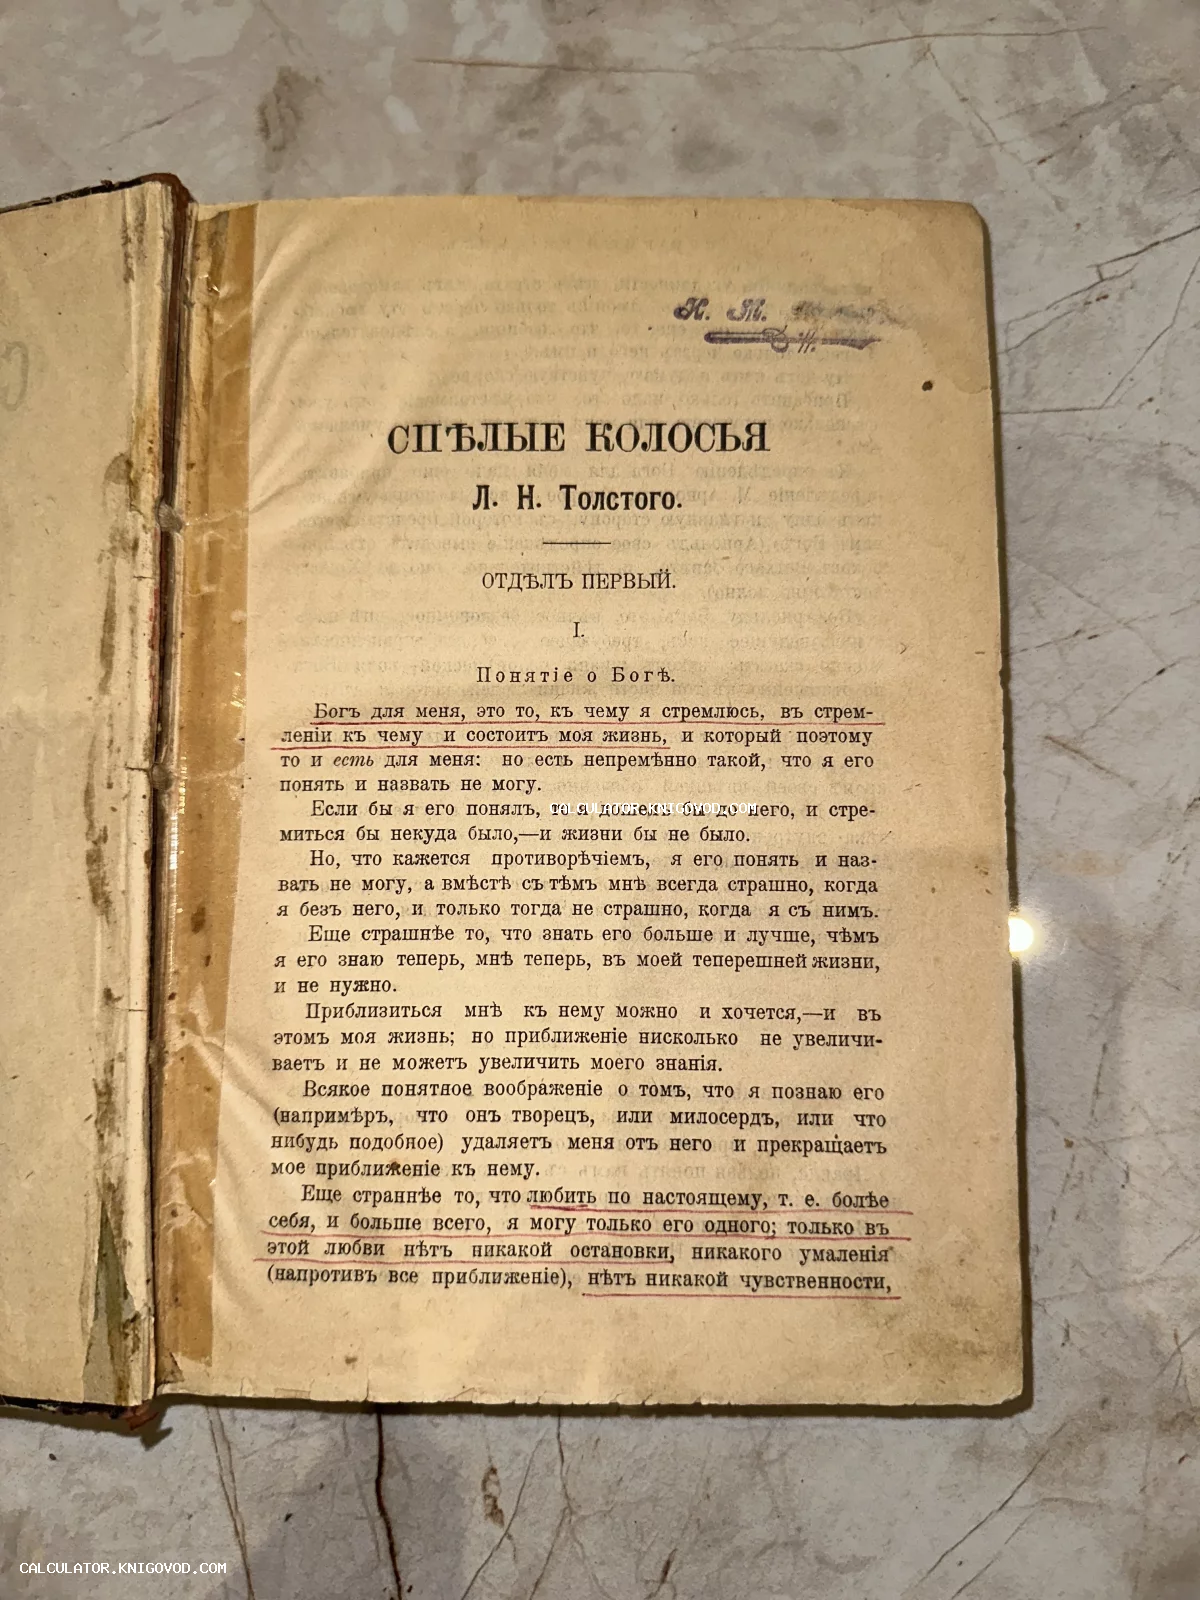 К. М.
СПѢЛЫЕ КОЛОСЬЯ
Л. Н. Толстого.
ОТДѢЛЪ ПЕРВЫЙ.
I.
Понятіе о Богѣ.
Богъ для меня, это то, къ чему я стремлюсь, въ стрем-
леніи къ чему и состоитъ моя жизнь, и который поэтому
то и есть для меня: но есть непремѣнно такой, что я его
понять и назвать не могу.
Если бы я его понялъ, то я дошелъ бы до него, и стре-
CALCULATOR.KNIGOVOD.COM
миться бы некуда было,—и жизни бы не было.
Но, что кажется противорѣчіемъ, я его понять и наз-
вать не могу, а вмѣстѣ съ тѣмъ мнѣ всегда страшно, когда
я безъ него, и только тогда не страшно, когда я съ нимъ.
Еще страшнѣе то, что знать его больше и лучше, чѣмъ
я его знаю теперь, мнѣ теперь, въ моей теперешней жизни,
и не нужно.
Приблизиться мнѣ къ нему можно и хочется,—и въ
этомъ моя жизнь; но приближеніе нисколько не увеличи-
ваетъ и не можетъ увеличить моего знанія.
Всякое понятное воображеніе о томъ, что я познаю его
(напримѣръ, что онъ творецъ, или милосердъ, или что
нибудь подобное) удаляетъ меня отъ него и прекращаетъ
мое приближеніе къ нему.
Еще страннѣе то, что любить по настоящему, т. е. болѣе
себя, и больше всего, я могу только его одного; только въ
этой любви нѣтъ никакой остановки, никакого умаленія
(напротивъ все приближеніе), нѣтъ никакой чувственности,
CALCULATOR.KNIGOVOD.COM